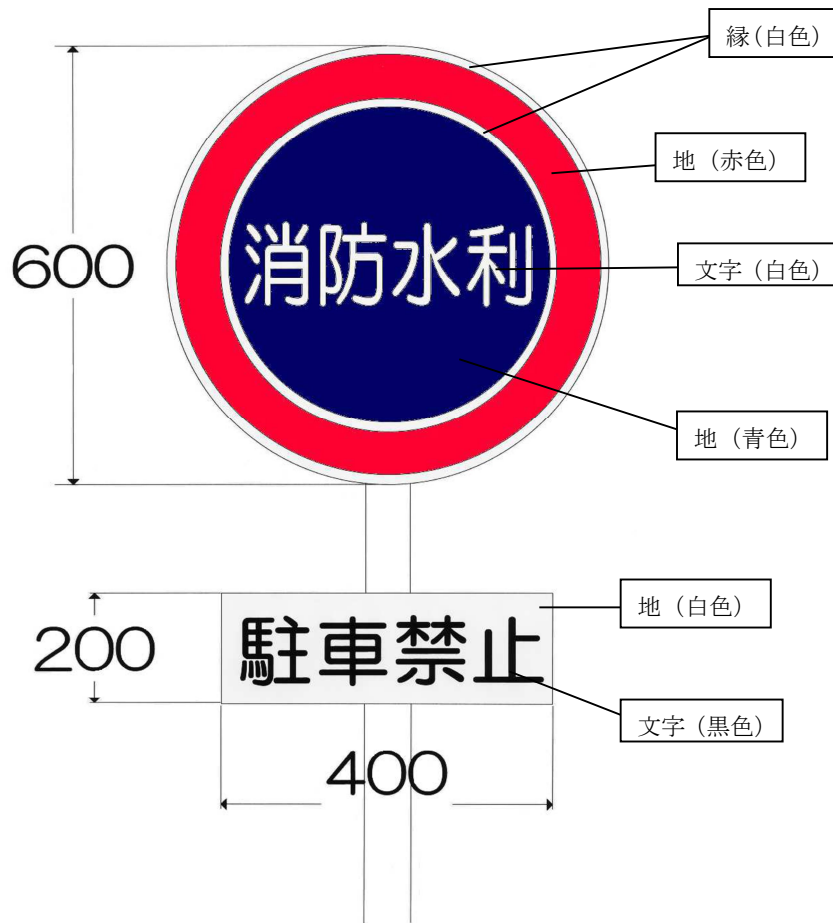 縁(白色)
地（赤色）
600
消防水利
文字（白色）
地（青色）
地（白色）
200
駐車禁止
文字（黒色）
400